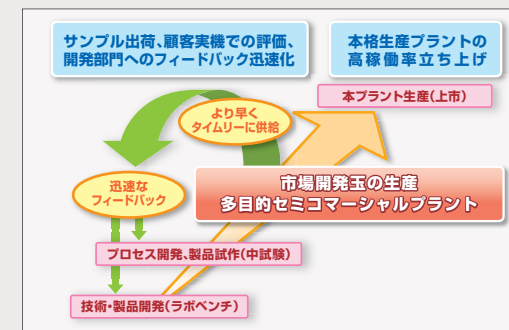 サンプル出荷、顧客実機での評価、
開発部門へのフィードバック迅速化
本格生産プラントの
高稼働率立ち上げ
本プラント生産(上市)
より早く
タイムリーに供給
迅速な
フィードバック
市場開発玉の生産
多目的セミコマーシャルプラント
プロセス開発、製品試作(中試験)
技術・製品開発(ラボベンチ)